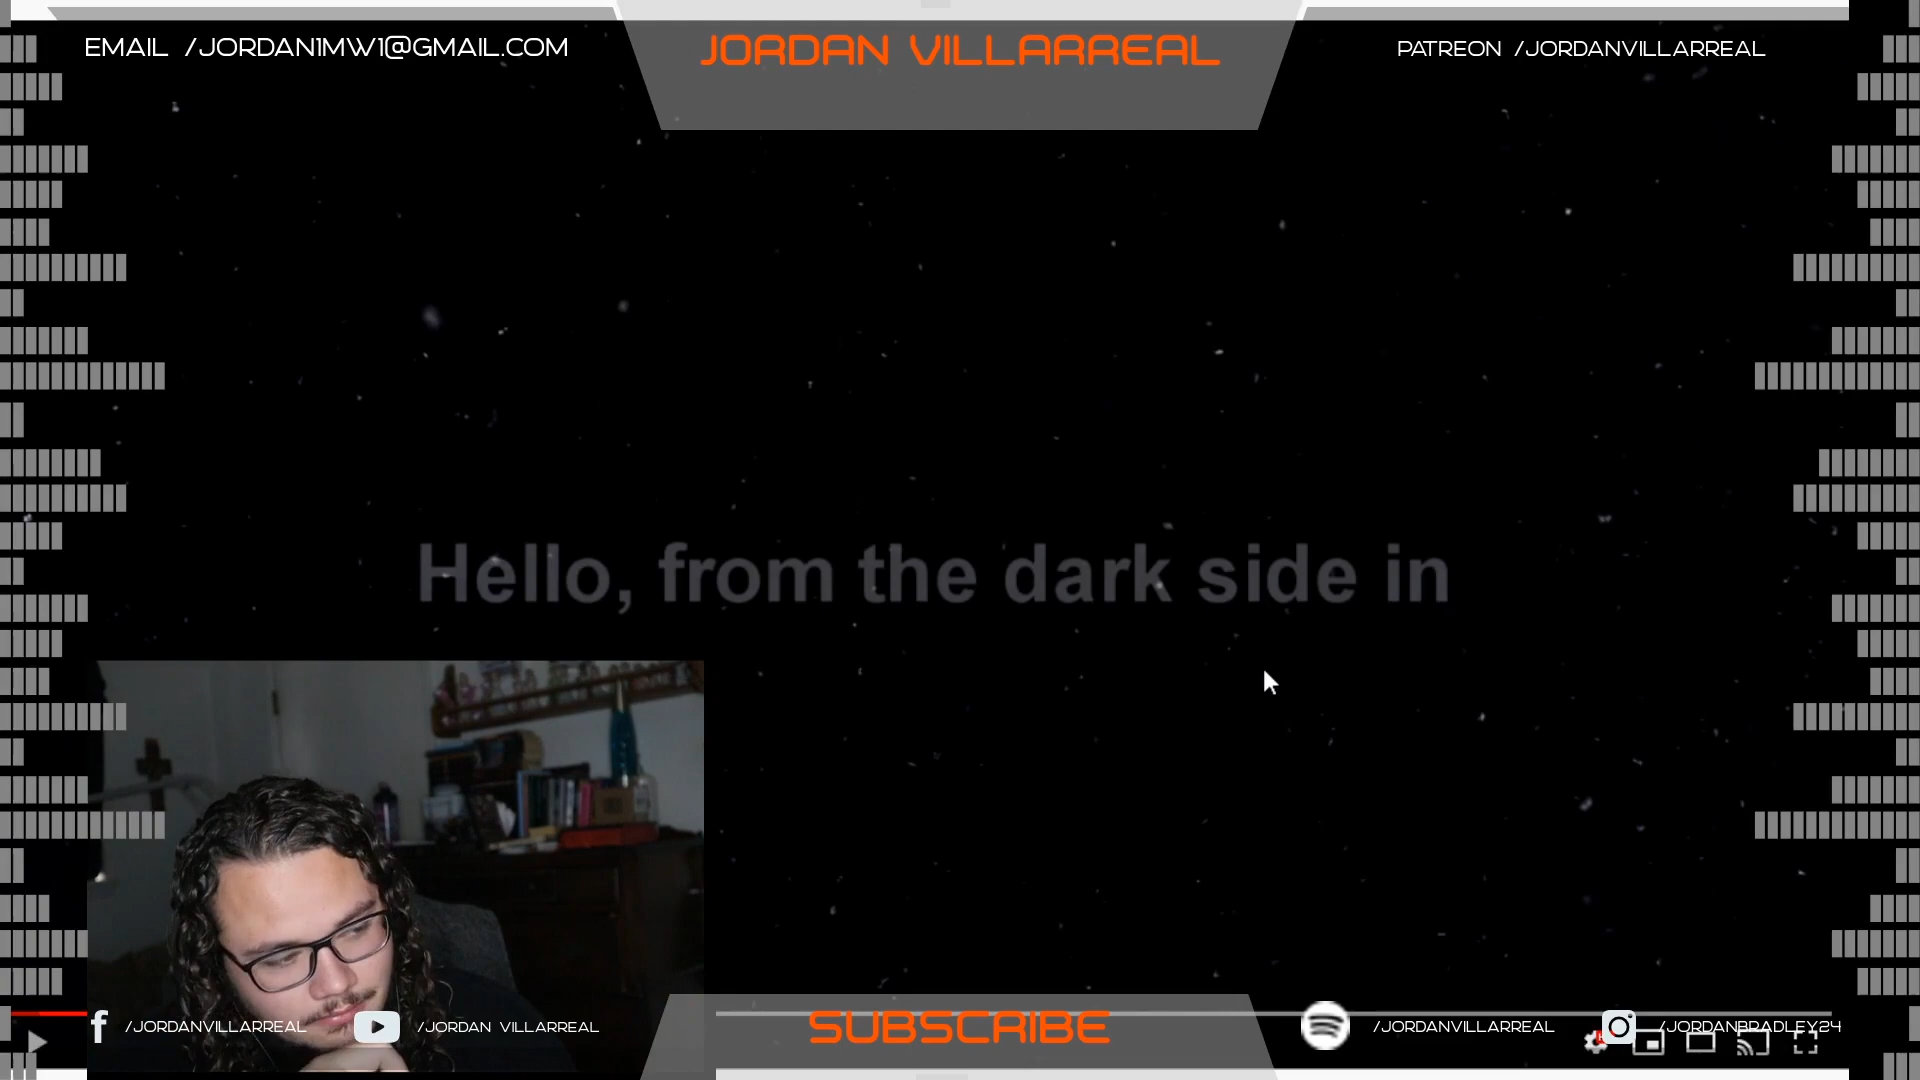 EMAIL /JORDAN1MW1@GMAIL.COM
JORDAN VILLARREAL
PATREON /JORDANVILLARREAL
Hello, from the dark side in
/JORDANVILLARREAL
/JORDAN VILLARREAL
SUBSCRIBE
/JORDANVILLARREAL
/JORDANBRADLEY24